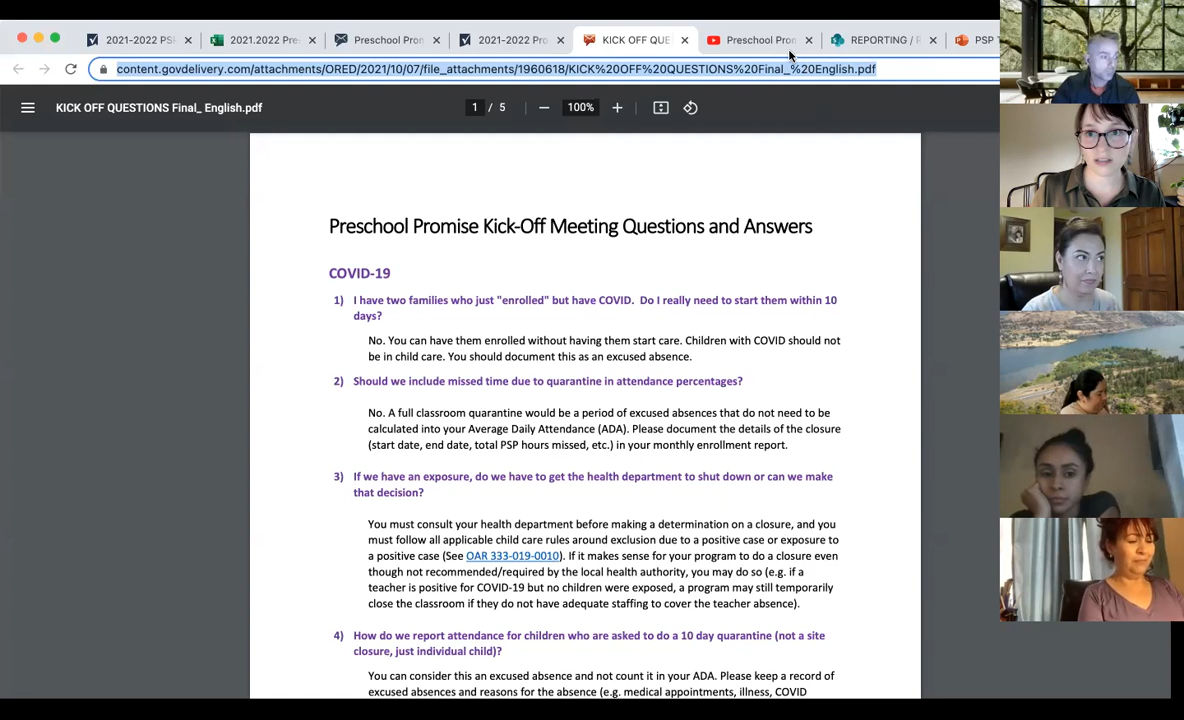 2021-2022 PSP
2021.2022 Pre
Preschool Prom
2021-2022 Pro
KICK OFF QUE
Preschool Prom
REPORTING / R
PSP T
content.govdelivery.com/attachments/ORED/2021/10/07/file_attachments/1960618/KICK%20OFF%20QUESTIONS%20Final_%20English.pdf
KICK OFF QUESTIONS Final_ English.pdf
1 / 5
100%
Preschool Promise Kick-Off Meeting Questions and Answers
COVID-19
1) I have two families who just "enrolled" but have COVID. Do I really need to start them within 10
days?
No. You can have them enrolled without having them start care. Children with COVID should not
be in child care. You should document this as an excused absence.
2) Should we include missed time due to quarantine in attendance percentages?
No. A full classroom quarantine would be a period of excused absences that do not need to be
calculated into your Average Daily Attendance (ADA). Please document the details of the closure
(start date, end date, total PSP hours missed, etc.) in your monthly enrollment report.
3) If we have an exposure, do we have to get the health department to shut down or can we make
that decision?
You must consult your health department before making a determination on a closure, and you
must follow all applicable child care rules around exclusion due to a positive case or exposure to
a positive case (See OAR 333-019-0010). If it makes sense for your program to do a closure even
though not recommended/required by the local health authority, you may do so (e.g. if a
teacher is positive for COVID-19 but no children were exposed, a program may still temporarily
close the classroom if they do not have adequate staffing to cover the teacher absence).
4) How do we report attendance for children who are asked to do a 10 day quarantine (not a site
closure, just individual child)?
You can consider this an excused absence and not count it in your ADA. Please keep a record of
excused absences and reasons for the absence (e.g. medical appointments, illness, COVID